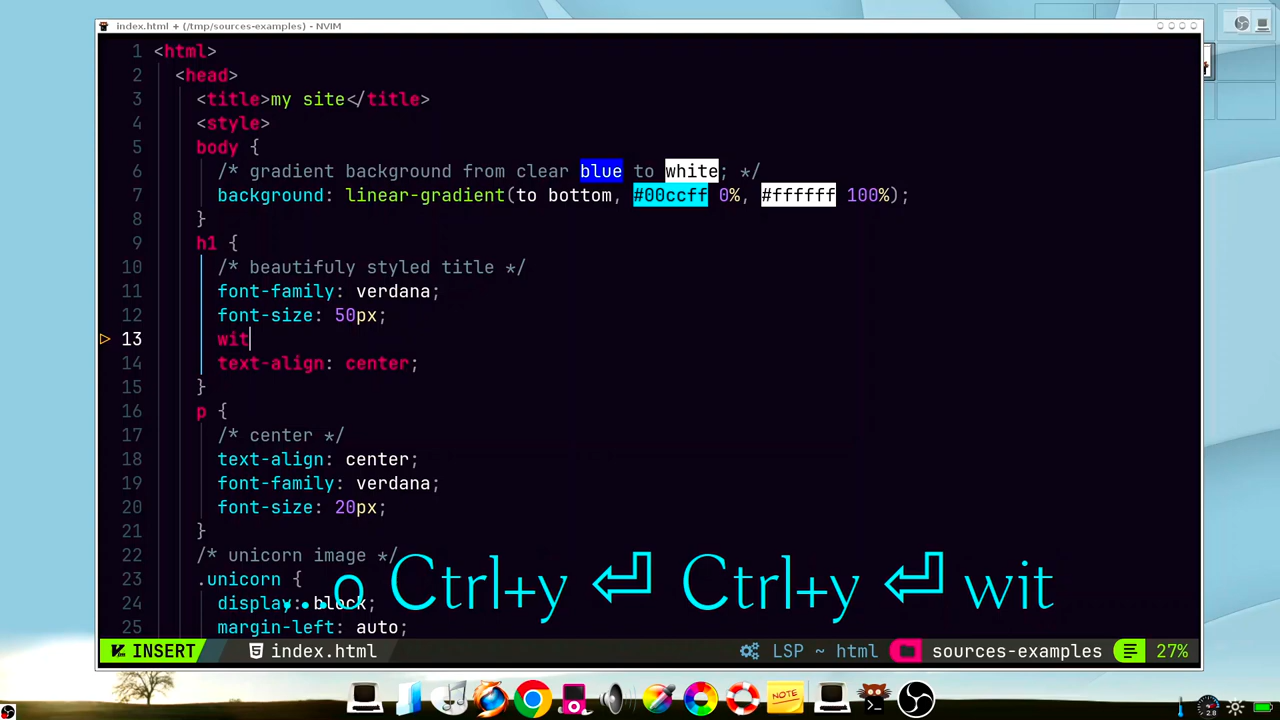 index.html + (/tmp/sources-examples) - NVIM
1 <html>
2 <head>
3 <title>my site</title>
4 <style>
5 body {
6 /* gradient background from clear blue to white; */
7 background: linear-gradient(to bottom, #00ccff 0%, #ffffff 100%);
8 }
9 h1 {
10 /* beautifuly styled title */
11 font-family: verdana;
12 font-size: 50px;
13 wit
14 text-align: center;
15 }
16 p {
17 /* center */
18 text-align: center;
19 font-family: verdana;
20 font-size: 20px;
21 }
22 /* unicorn image */
23 .unicorn {
24 display: block;
25 margin-left: auto;
...o Ctrl+y ⏎ Ctrl+y ⏎ wit
INSERT index.html LSP ~ html sources-examples 27%
NOTE
2.8